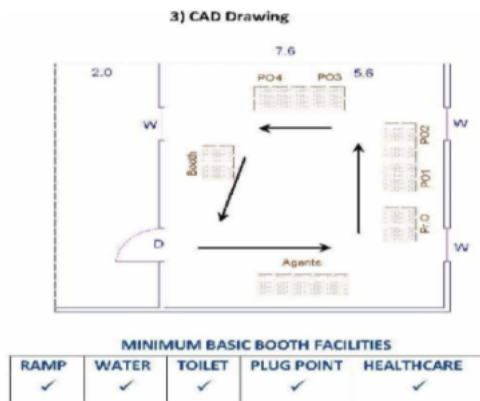 3) CAD Drawing
7.6
2.0
5.6
PO4 PO3
W
W
Booth
PO2
PO1
Pr.O
D
W
Agents
MINIMUM BASIC BOOTH FACILITIES
RAMP WATER TOILET PLUG POINT HEALTHCARE
✓ ✓ ✓ ✓ ✓